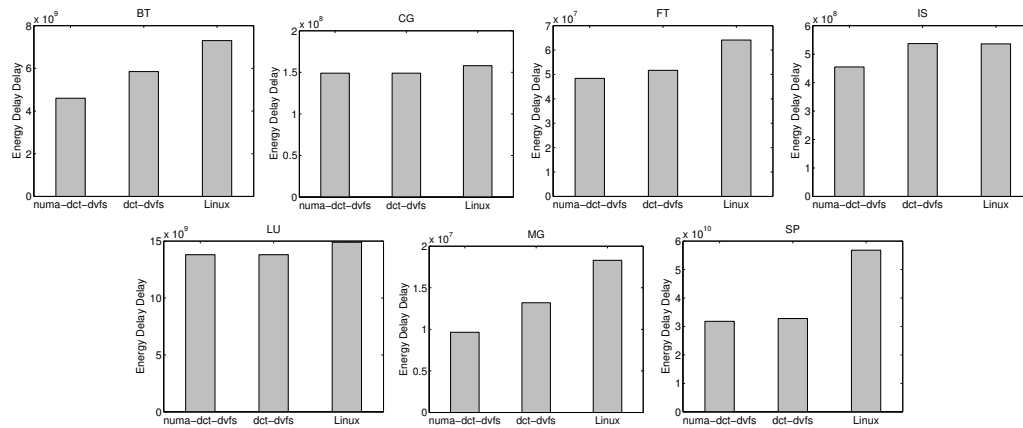 BT
x 10^9
8
6
4
2
0
Energy Delay Delay
numa-dct-dvfs dct-dvfs Linux
CG
x 10^8
2
1.5
1
0.5
0
Energy Delay Delay
numa-dct-dvfs dct-dvfs Linux
FT
x 10^7
7
6
5
4
3
2
1
0
Energy Delay Delay
numa-dct-dvfs dct-dvfs Linux
IS
x 10^8
6
5
4
3
2
1
0
Energy Delay Delay
numa-dct-dvfs dct-dvfs Linux
LU
x 10^9
15
10
5
0
Energy Delay Delay
numa-dct-dvfs dct-dvfs Linux
MG
x 10^7
2
1.5
1
0.5
0
Energy Delay Delay
numa-dct-dvfs dct-dvfs Linux
SP
x 10^10
6
5
4
3
2
1
0
Energy Delay Delay
numa-dct-dvfs dct-dvfs Linux